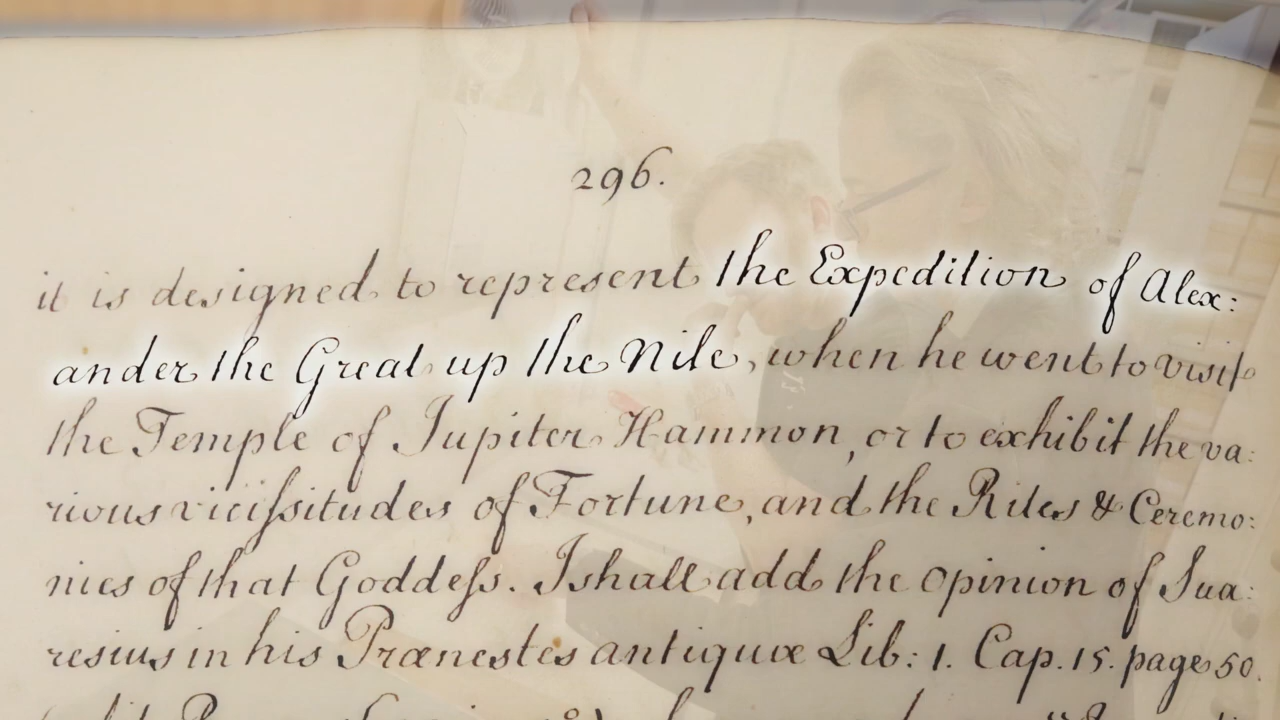 296.
it is designed to represent the Expedition of Alex:
ander the Great up the Nile, when he went to visit
the Temple of Jupiter Hammon, or to exhibit the va:
rious viciſsitudes of Fortune, and the Rites & Ceremo:
nies of that Goddeſs. I shall add the opinion of Sua:
resius in his Prænestes antiquæ Lib: 1. Cap. 15. page 50.